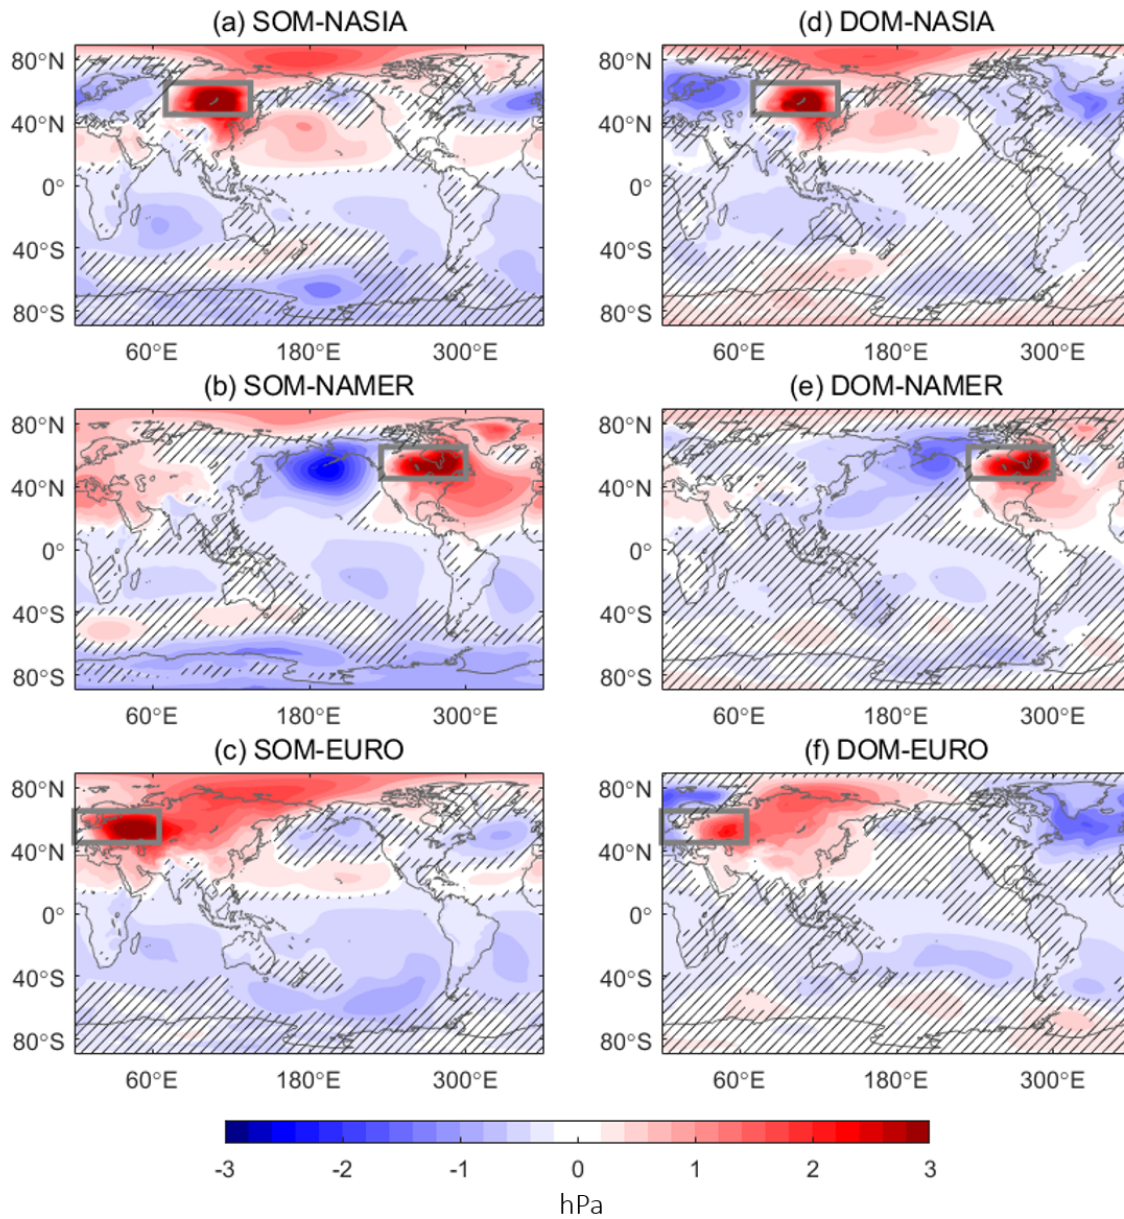 (a) SOM-NASIA
(d) DOM-NASIA
80°N
40°N
0°
40°S
80°S
60°E
180°E
300°E
80°N
40°N
0°
40°S
80°S
60°E
180°E
300°E
(b) SOM-NAMER
(e) DOM-NAMER
80°N
40°N
0°
40°S
80°S
60°E
180°E
300°E
80°N
40°N
0°
40°S
80°S
60°E
180°E
300°E
(c) SOM-EURO
(f) DOM-EURO
80°N
40°N
0°
40°S
80°S
60°E
180°E
300°E
80°N
40°N
0°
40°S
80°S
60°E
180°E
300°E
-3 -2 -1 0 1 2 3
hPa